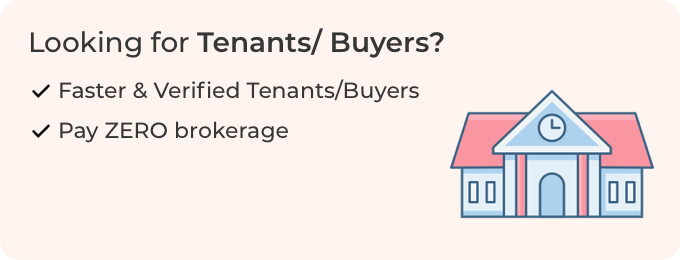 Looking for Tenants/ Buyers?
Faster & Verified Tenants/Buyers
Pay ZERO brokerage